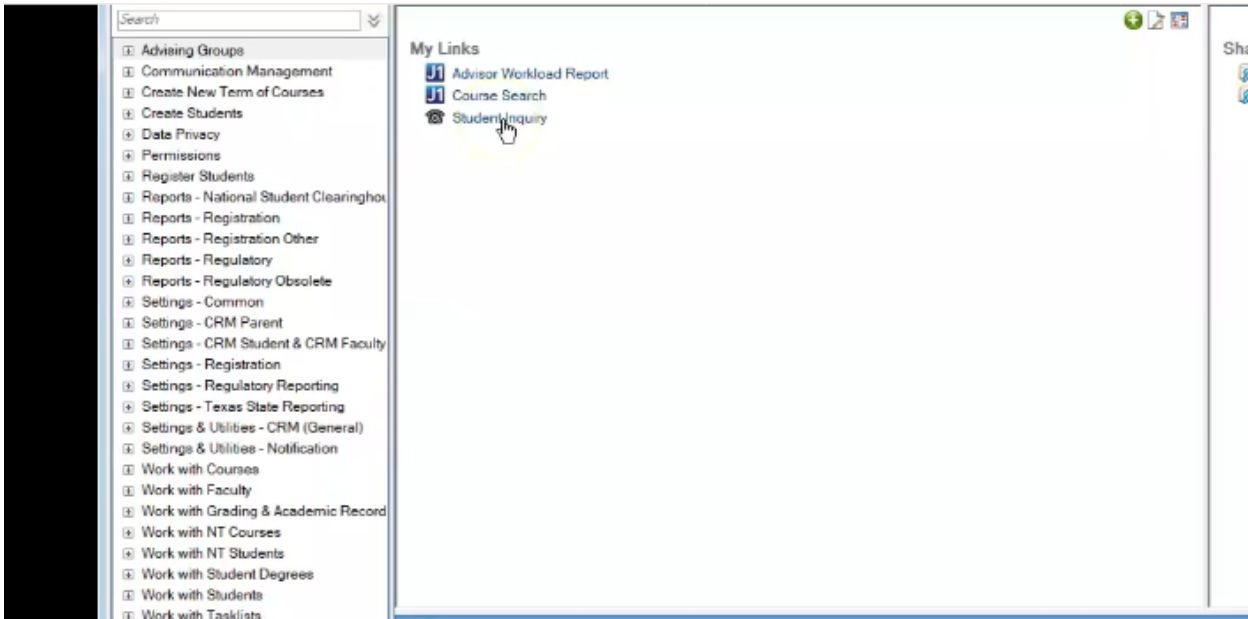 Search
Advising Groups
Communication Management
Create New Term of Courses
Create Students
Data Privacy
Permissions
Register Students
Reports - National Student Clearinghou
Reports - Registration
Reports - Registration Other
Reports - Regulatory
Reports - Regulatory Obsolete
Settings - Common
Settings - CRM Parent
Settings - CRM Student & CRM Faculty
Settings - Registration
Settings - Regulatory Reporting
Settings - Texas State Reporting
Settings & Utilities - CRM (General)
Settings & Utilities - Notification
Work with Courses
Work with Faculty
Work with Grading & Academic Record
Work with NT Courses
Work with NT Students
Work with Student Degrees
Work with Students
Work with Tasklists
My Links
J1 Advisor Workload Report
J1 Course Search
Student Inquiry
Sha